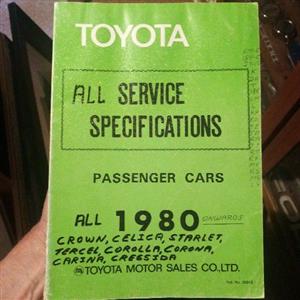 TOYOTA
ALL SERVICE
SPECIFICATIONS
PASSENGER CARS
ALL 1980 ONWARDS
CROWN, CELICA, STARLET,
TERCEL, COROLLA, CORONA,
CARINA, CRESSIDA
TOYOTA MOTOR SALES CO.,LTD.